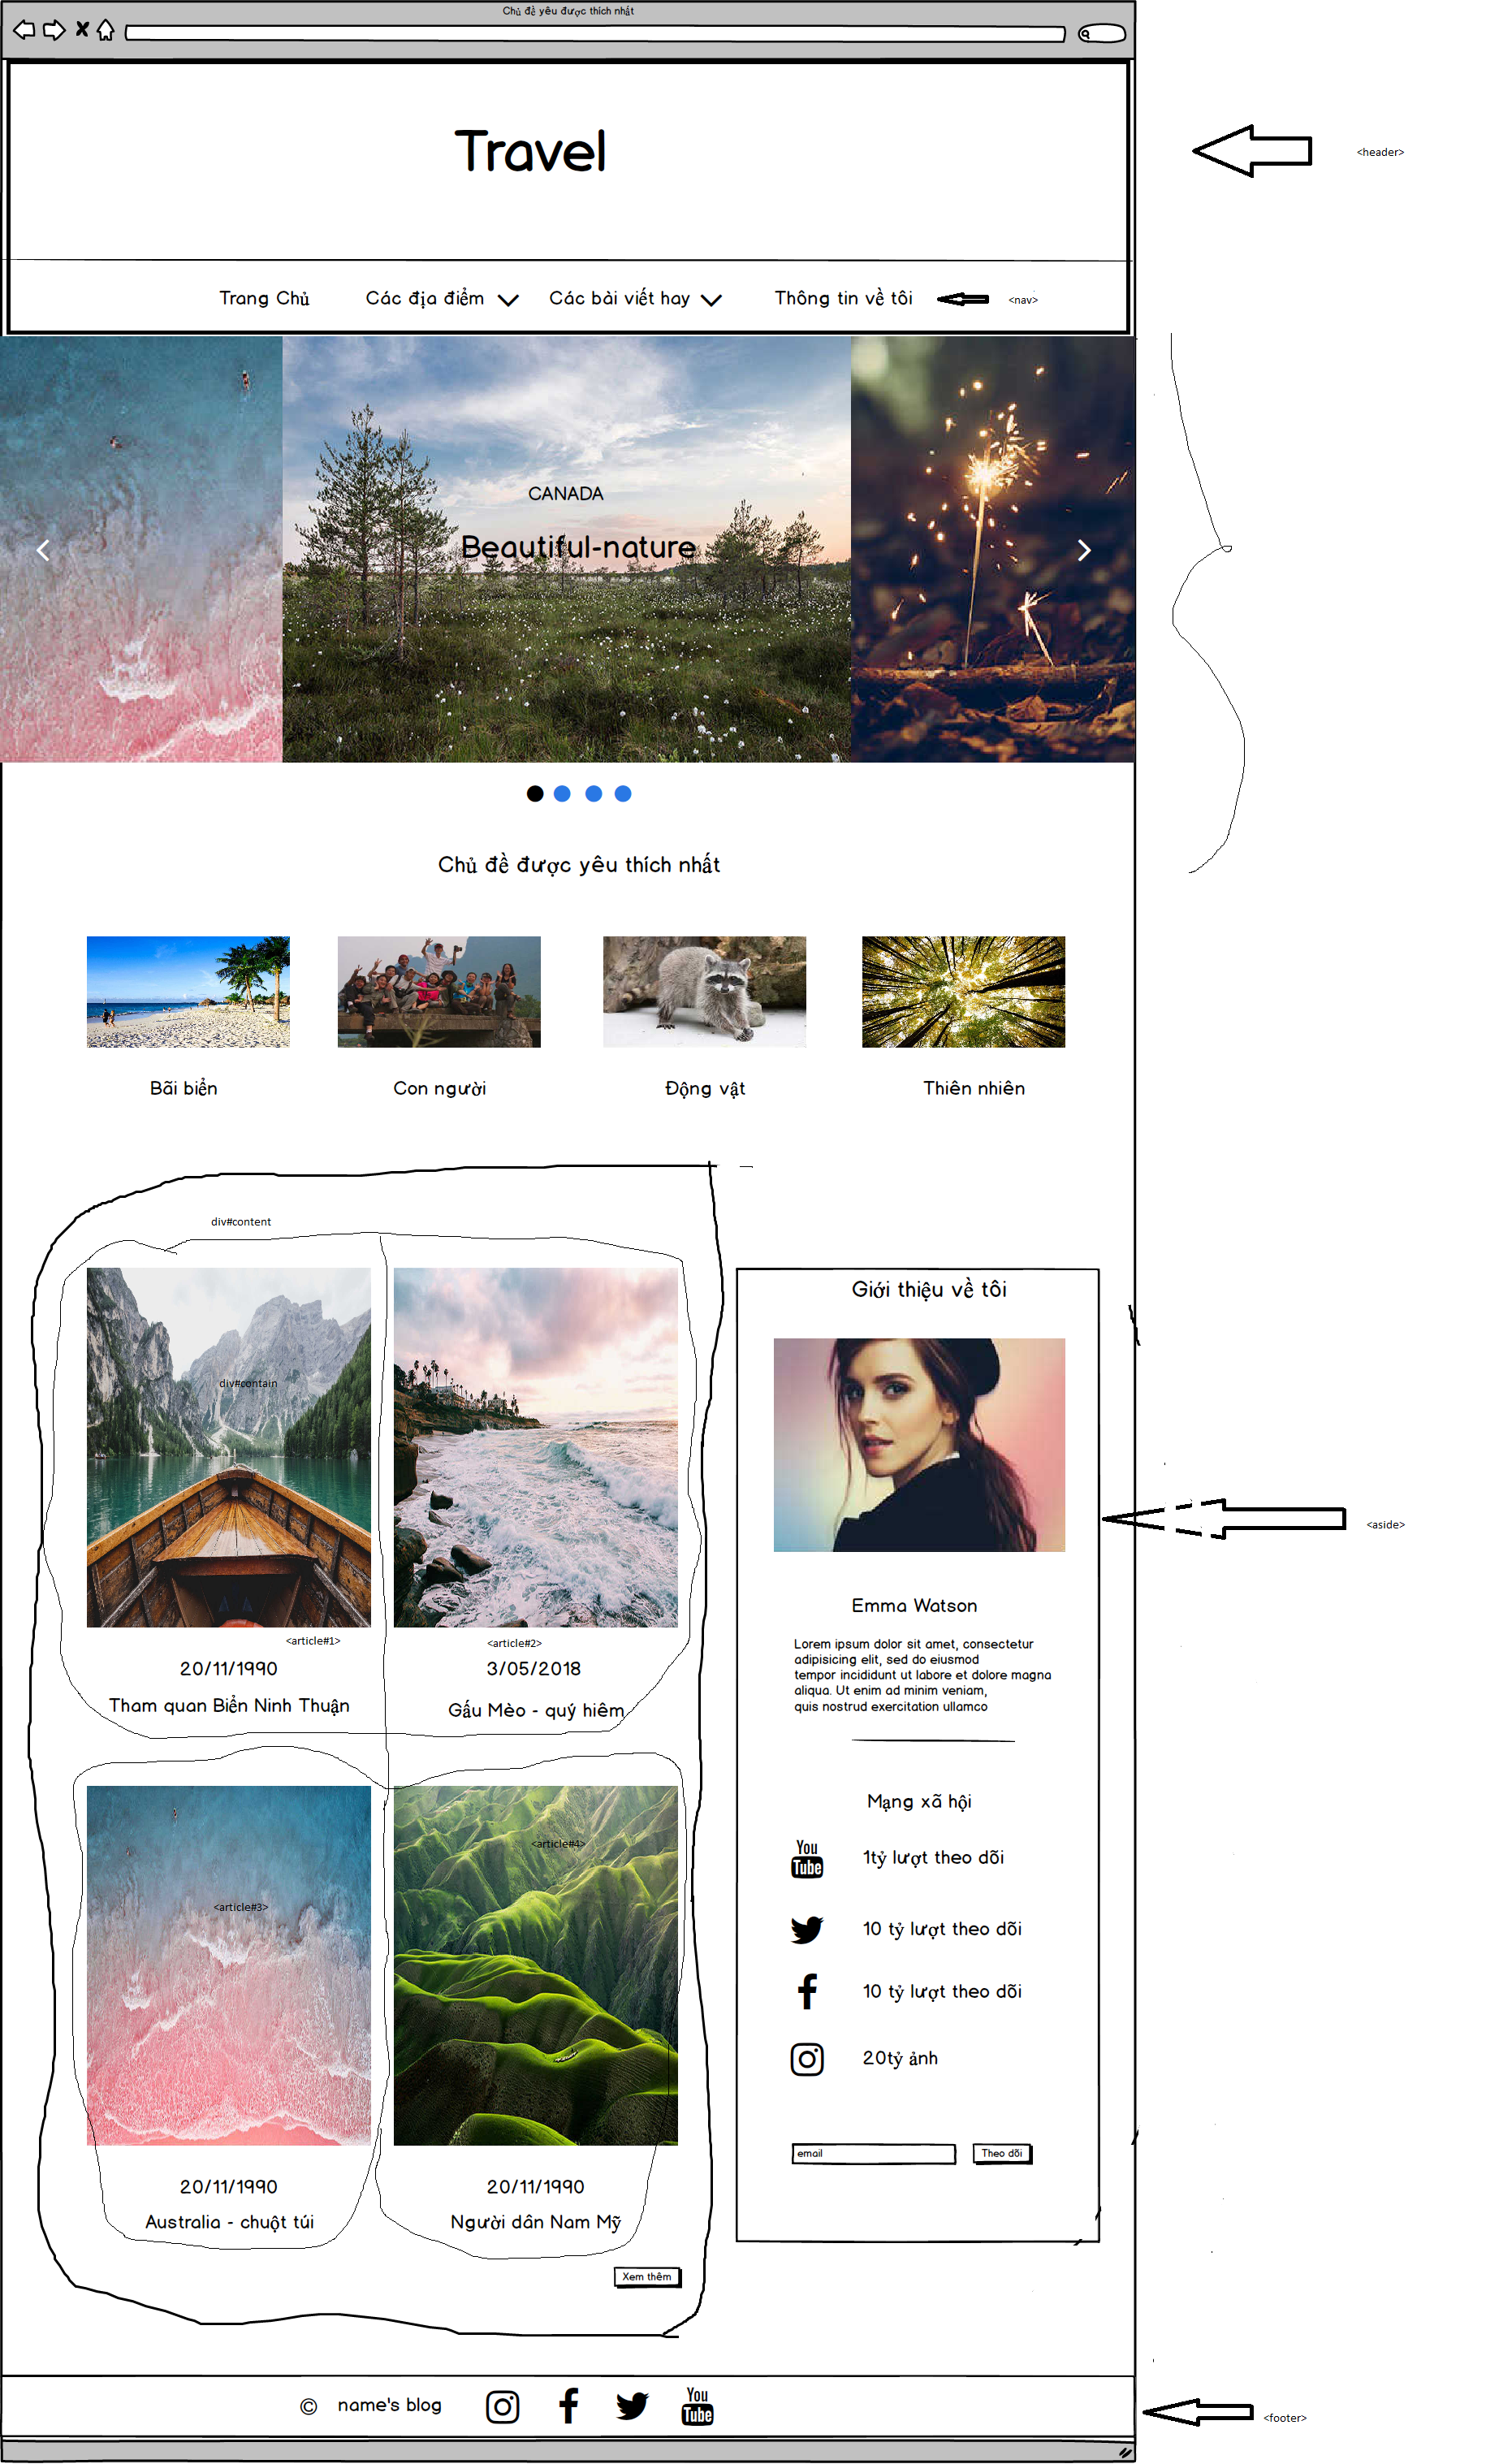 Chủ đề yêu được thích nhất
Travel
<header>
Trang Chủ Các địa điểm Các bài viết hay Thông tin về tôi <nav>
CANADA
Beautiful-nature
Chủ đề được yêu thích nhất
Bãi biển Con người Động vật Thiên nhiên
div#content
div#contain
<article#1> <article#2>
20/11/1990 3/05/2018
Tham quan Biển Ninh Thuận Gấu Mèo - quý hiêm
<article#3> <article#4>
20/11/1990 20/11/1990
Australia - chuột túi Người dân Nam Mỹ
Xem thêm
Giới thiệu về tôi
<aside>
Emma Watson
Lorem ipsum dolor sit amet, consectetur
adipisicing elit, sed do eiusmod
tempor incididunt ut labore et dolore magna
aliqua. Ut enim ad minim veniam,
quis nostrud exercitation ullamco
Mạng xã hội
You
Tube 1tỷ lượt theo dõi
10 tỷ lượt theo dõi
10 tỷ lượt theo dõi
20tỷ ảnh
email Theo dõi
© name's blog You
Tube
<footer>